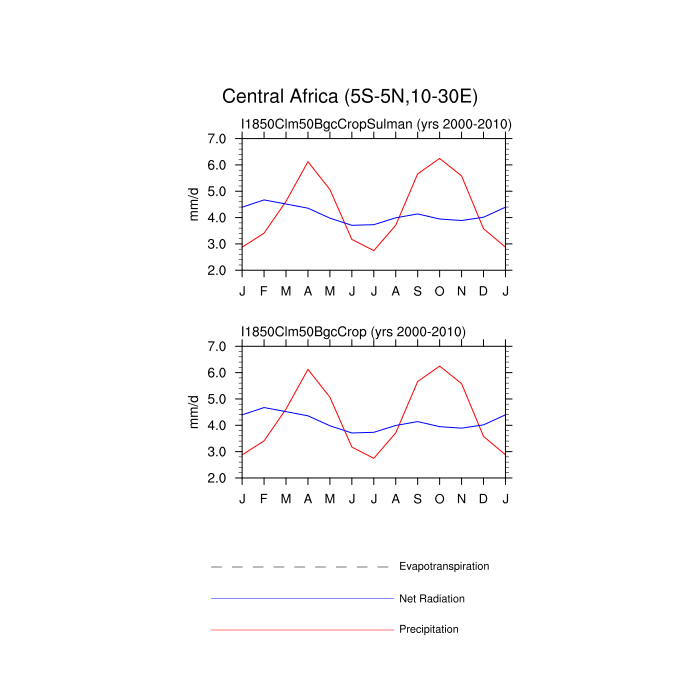 Central Africa (5S-5N,10-30E)
I1850Clm50BgcCropSulman (yrs 2000-2010)
7.0
6.0
5.0
4.0
3.0
2.0
mm/d
J F M A M J J A S O N D J
I1850Clm50BgcCrop (yrs 2000-2010)
7.0
6.0
5.0
4.0
3.0
2.0
mm/d
J F M A M J J A S O N D J
Evapotranspiration
Net Radiation
Precipitation